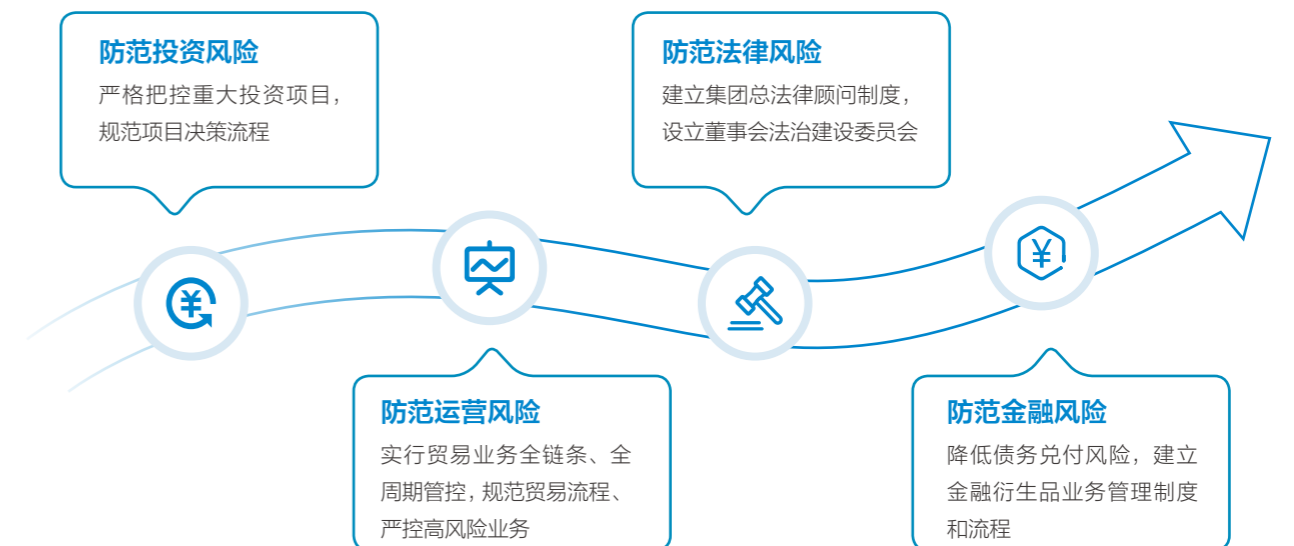 防范投资风险
严格把控重大投资项目，
规范项目决策流程
防范法律风险
建立集团总法律顾问制度，
设立董事会法治建设委员会
防范运营风险
实行贸易业务全链条、全
周期管控，规范贸易流程、
严控高风险业务
防范金融风险
降低债务兑付风险，建立
金融衍生品业务管理制度
和流程